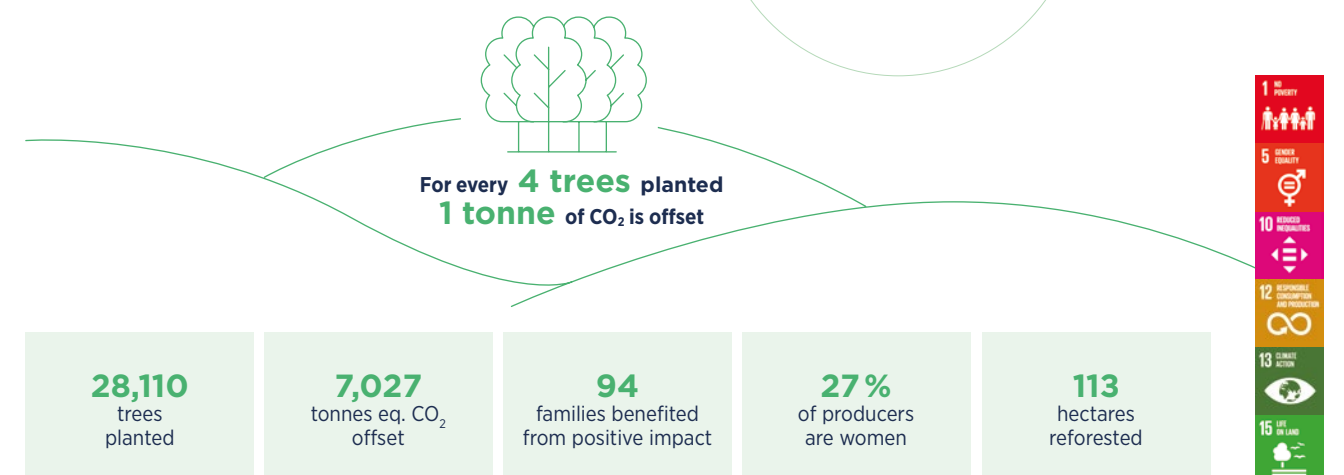 For every 4 trees planted
1 tonne of CO₂ is offset
28,110
trees
planted
7,027
tonnes eq. CO₂
offset
94
families benefited
from positive impact
27 %
of producers
are women
113
hectares
reforested
1 NO
POVERTY
5 GENDER
EQUALITY
10 REDUCED
INEQUALITIES
12 RESPONSIBLE
CONSUMPTION
AND PRODUCTION
13 CLIMATE
ACTION
15 LIFE
ON LAND